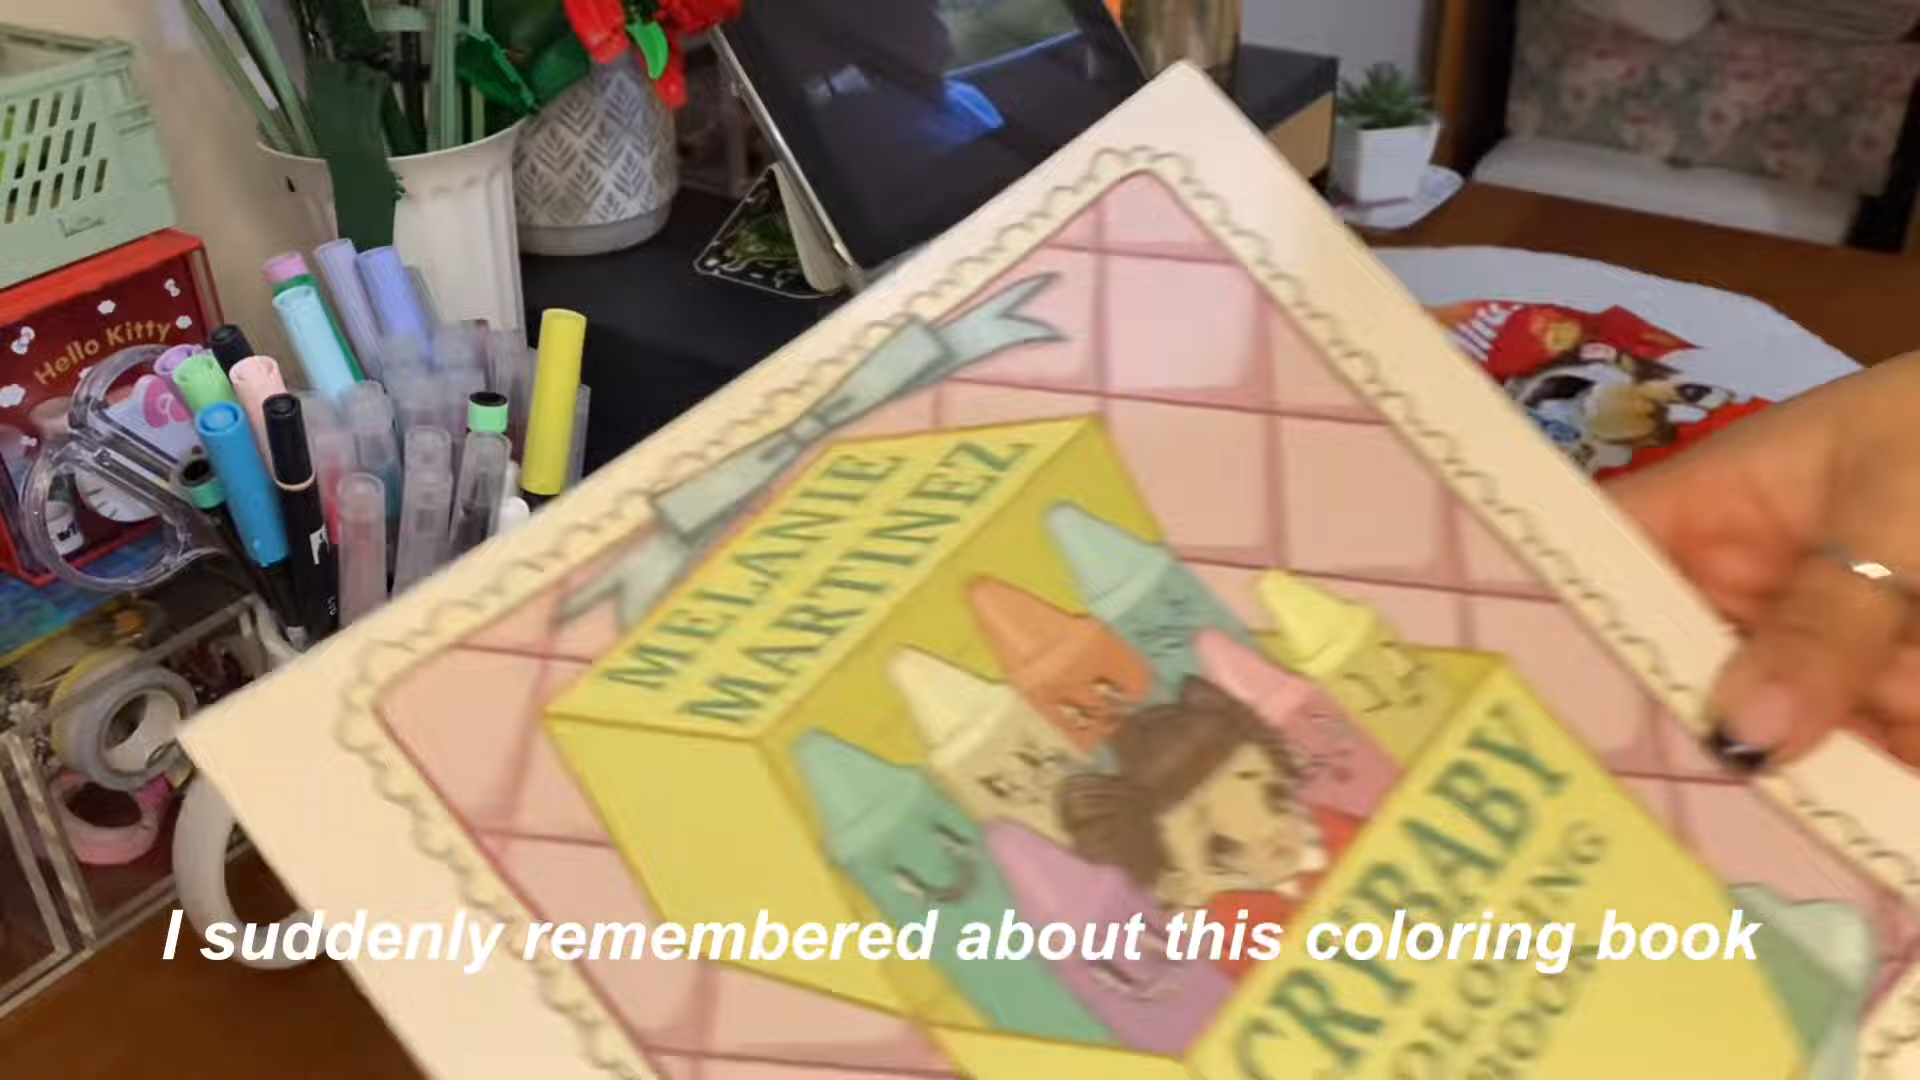 Hello Kitty
MELANIE
MARTINEZ
CRYBABY
COLORING
BOOK
I suddenly remembered about this coloring book